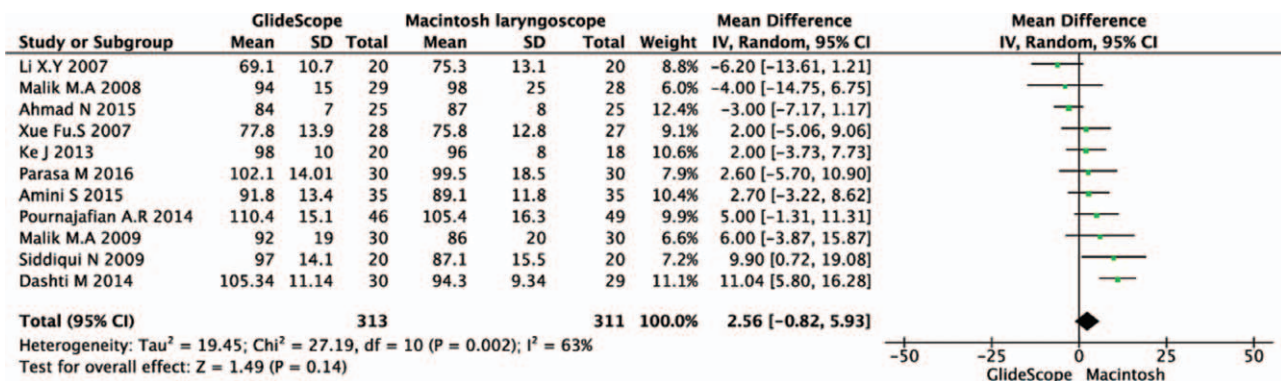 GlideScope Macintosh laryngoscope Mean Difference Mean Difference
Study or Subgroup Mean SD Total Mean SD Total Weight IV, Random, 95% CI IV, Random, 95% CI
Li X.Y 2007 69.1 10.7 20 75.3 13.1 20 8.8% -6.20 [-13.61, 1.21]
Malik M.A 2008 94 15 29 98 25 28 6.0% -4.00 [-14.75, 6.75]
Ahmad N 2015 84 7 25 87 8 25 12.4% -3.00 [-7.17, 1.17]
Xue Fu.S 2007 77.8 13.9 28 75.8 12.8 27 9.1% 2.00 [-5.06, 9.06]
Ke J 2013 98 10 20 96 8 18 10.6% 2.00 [-3.73, 7.73]
Parasa M 2016 102.1 14.01 30 99.5 18.5 30 7.9% 2.60 [-5.70, 10.90]
Amini S 2015 91.8 13.4 35 89.1 11.8 35 10.4% 2.70 [-3.22, 8.62]
Pournajafian A.R 2014 110.4 15.1 46 105.4 16.3 49 9.9% 5.00 [-1.31, 11.31]
Malik M.A 2009 92 19 30 86 20 30 6.6% 6.00 [-3.87, 15.87]
Siddiqui N 2009 97 14.1 20 87.1 15.5 20 7.2% 9.90 [0.72, 19.08]
Dashti M 2014 105.34 11.14 30 94.3 9.34 29 11.1% 11.04 [5.80, 16.28]
Total (95% CI) 313 311 100.0% 2.56 [-0.82, 5.93]
Heterogeneity: Tau² = 19.45; Chi² = 27.19, df = 10 (P = 0.002); I² = 63%
Test for overall effect: Z = 1.49 (P = 0.14)
-50 -25 0 25 50
GlideScope Macintosh